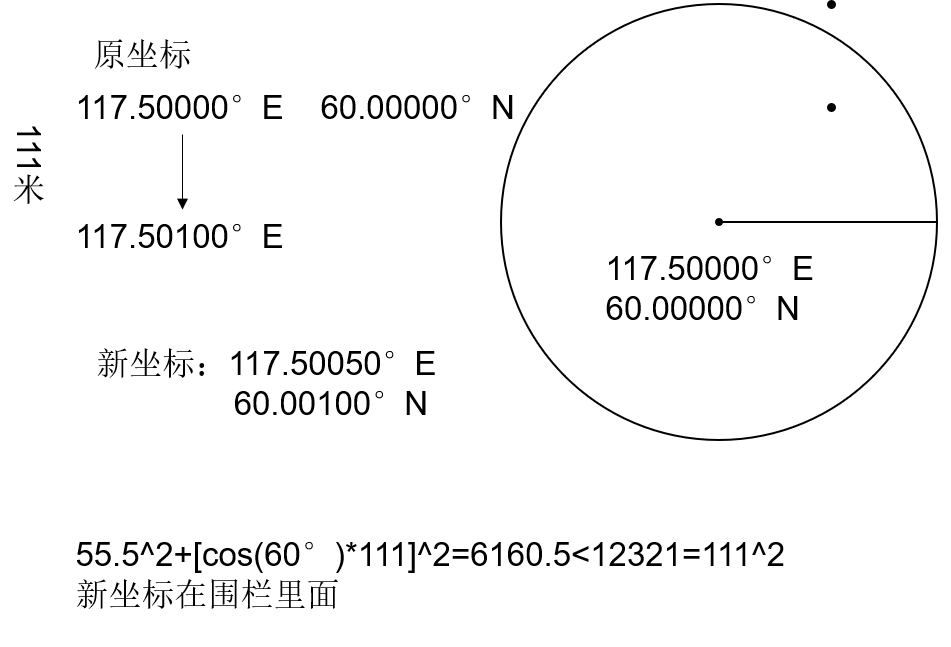 原坐标
117.50000° E 60.00000° N
111米
117.50100° E
117.50000° E
60.00000° N
新坐标：117.50050° E
60.00100° N
55.5^2+[cos(60° )*111]^2=6160.5<12321=111^2
新坐标在围栏里面